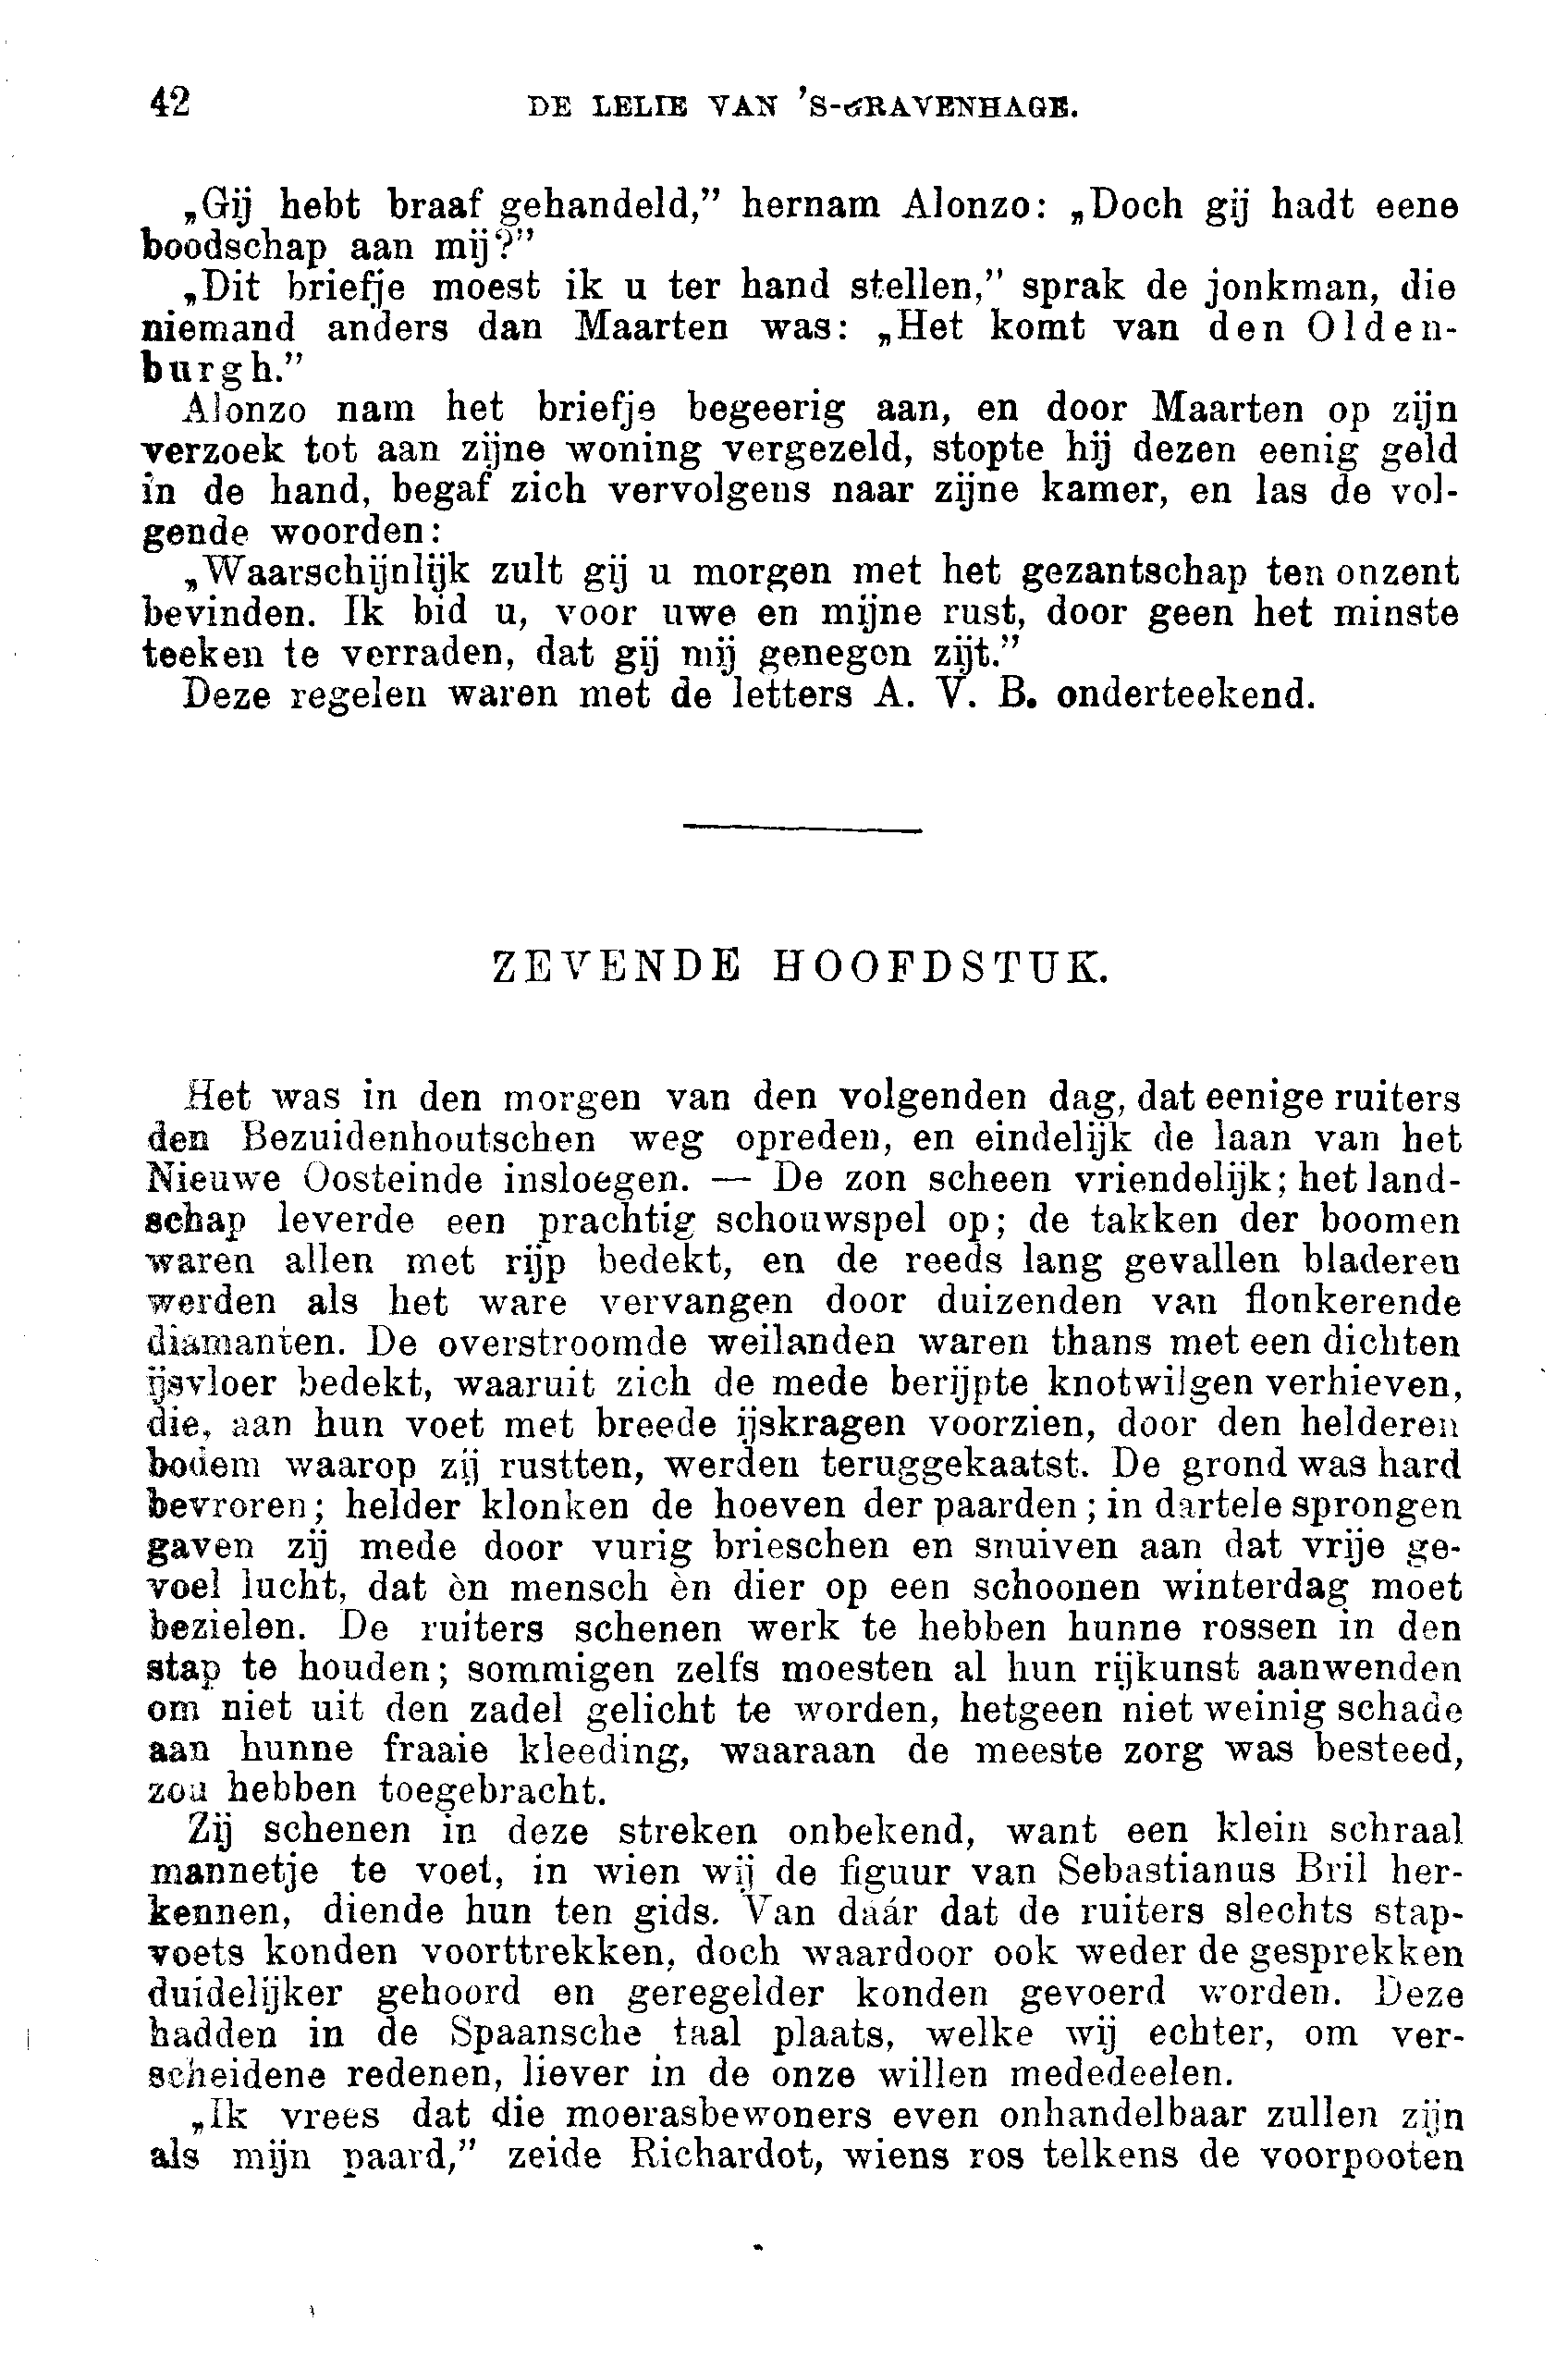 42 DE LELIE VAN 'S-GRAVENHAGE.
„Gij hebt braaf gehandeld,” hernam Alonzo: „Doch gij hadt eene
boodschap aan mij?”
„Dit briefje moest ik u ter hand stellen,” sprak de jonkman, die
niemand anders dan Maarten was: „Het komt van den Olden-
burgh.”
Alonzo nam het briefje begeerig aan, en door Maarten op zijn
verzoek tot aan zijne woning vergezeld, stopte hij dezen eenig geld
in de hand, begaf zich vervolgens naar zijne kamer, en las de vol-
gende woorden:
„Waarschijnlijk zult gij u morgen met het gezantschap ten onzent
bevinden. Ik bid u, voor uwe en mijne rust, door geen het minste
teeken te verraden, dat gij mij genegen zijt.”
Deze regelen waren met de letters A. V. B. onderteekend.
ZEVENDE HOOFDSTUK.
Het was in den morgen van den volgenden dag, dat eenige ruiters
den Bezuidenhoutschen weg opreden, en eindelijk de laan van het
Nieuwe Oosteinde insloegen. — De zon scheen vriendelijk; het land-
schap leverde een prachtig schouwspel op; de takken der boomen
waren allen met rijp bedekt, en de reeds lang gevallen bladeren
werden als het ware vervangen door duizenden van flonkerende
diamanten. De overstroomde weilanden waren thans met een dichten
ijsvloer bedekt, waaruit zich de mede berijpte knotwilgen verhieven,
die, aan hun voet met breede ijskragen voorzien, door den helderen
bodem waarop zij rustten, werden teruggekaatst. De grond was hard
bevroren; helder klonken de hoeven der paarden; in dartele sprongen
gaven zij mede door vurig brieschen en snuiven aan dat vrije ge-
voel lucht, dat èn mensch èn dier op een schoonen winterdag moet
bezielen. De ruiters schenen werk te hebben hunne rossen in den
stap te houden; sommigen zelfs moesten al hun rijkunst aanwenden
om niet uit den zadel gelicht te worden, hetgeen niet weinig schade
aan hunne fraaie kleeding, waaraan de meeste zorg was besteed,
zou hebben toegebracht.
Zij schenen in deze streken onbekend, want een klein schraal
mannetje te voet, in wien wij de figuur van Sebastianus Bril her-
kennen, diende hun ten gids. Van dáár dat de ruiters slechts stap-
voets konden voorttrekken, doch waardoor ook weder de gesprekken
duidelijker gehoord en geregelder konden gevoerd worden. Deze
hadden in de Spaansche taal plaats, welke wij echter, om ver-
scheidene redenen, liever in de onze willen mededeelen.
„Ik vrees dat die moerasbewoners even onhandelbaar zullen zijn
als mijn paard,” zeide Richardot, wiens ros telkens de voorpooten